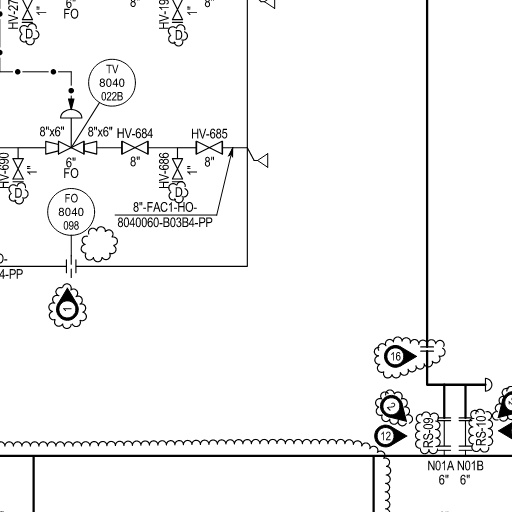 HV-27
1"
6"
FO
8"
HV-19
1"
8"
D
D
TV
8040
022B
8"x6"
8"x6"
HV-684
HV-685
6"
FO
8"
8"
HV-690
1"
HV-686
1"
D
D
FO
8040
098
8"-FAC1-HO-
8040060-B03B4-PP
4-PP
1
16
12
RS-09
RS-10
N01A
N01B
6"
6"